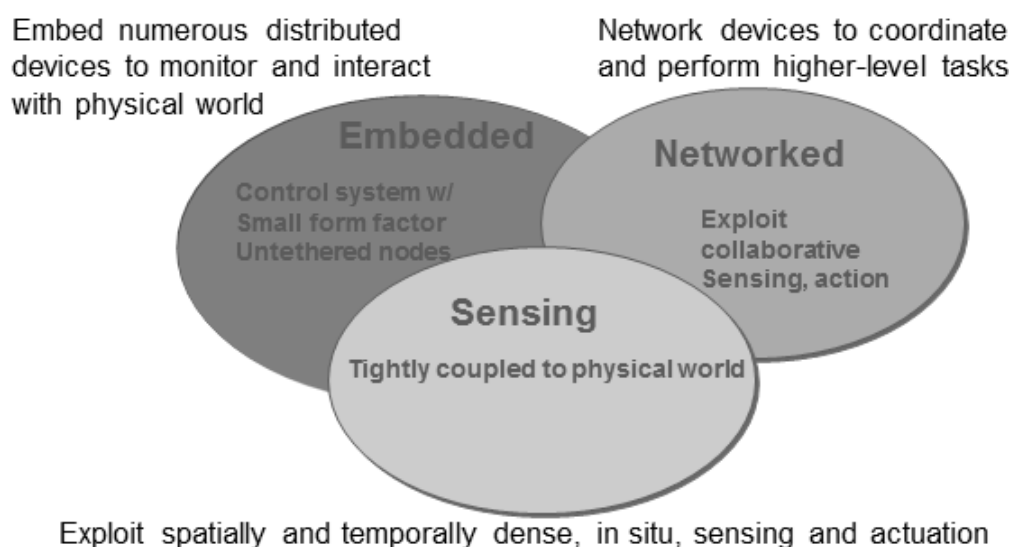 Embed numerous distributed
devices to monitor and interact
with physical world
Network devices to coordinate
and perform higher-level tasks
Embedded
Control system w/
Small form factor
Untethered nodes
Networked
Exploit
collaborative
Sensing, action
Sensing
Tightly coupled to physical world
Exploit spatially and temporally dense, in situ, sensing and actuation